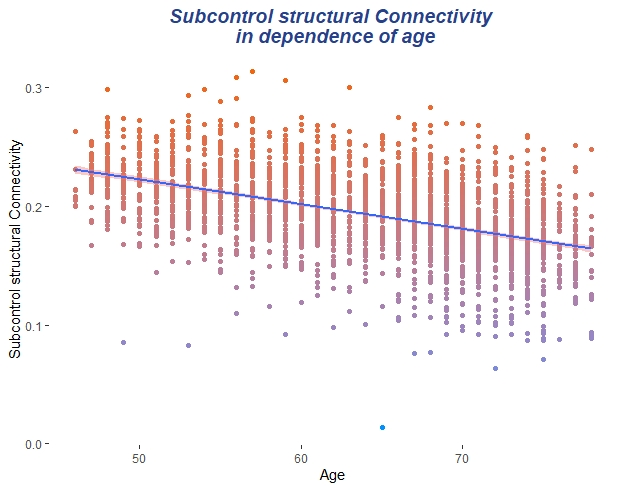 Subcontrol structural Connectivity
in dependence of age
Subcontrol structural Connectivity
0.3
0.2
0.1
0.0
50
60
70
Age